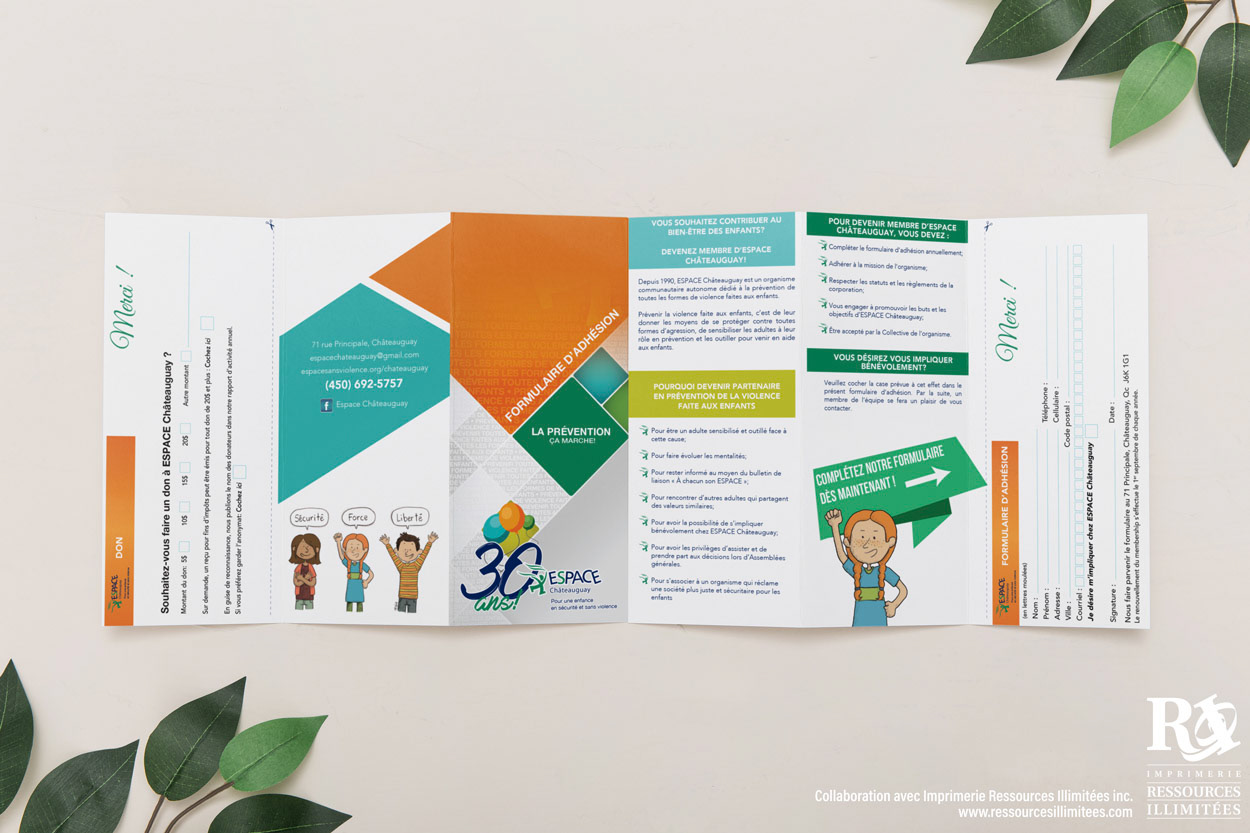 Merci !
DON
ESPACE
Châteauguay
Souhaitez-vous faire un don à ESPACE Châteauguay ?
Montant du don: 5$ 10$ 15$ 20$ Autre montant
Sur demande, un reçu pour fins d'impôts peut être émis pour tout don de 20$ et plus : Cochez ici
En guise de reconnaissance, nous publions le nom des donateurs dans notre rapport d'activité annuel.
Si vous préférez garder l'anonymat: Cochez ici
71 rue Principale, Châteauguay
espacechateauguay@gmail.com
espacesansviolence.org/chateauguay
(450) 692-5757
f Espace Châteauguay
Sécurité
Force
Liberté
FORMULAIRE D'ADHÉSION
LA PRÉVENTION
ÇA MARCHE!
30
ans!
ESPACE
Châteauguay
Pour une enfance
en sécurité et sans violence
VOUS SOUHAITEZ CONTRIBUER AU
BIEN-ÊTRE DES ENFANTS?
DEVENEZ MEMBRE D'ESPACE
CHÂTEAUGUAY!
Depuis 1990, ESPACE Châteauguay est un organisme
communautaire autonome dédié à la prévention de
toutes les formes de violence faites aux enfants.
Prévenir la violence faite aux enfants, c'est de leur
donner les moyens de se protéger contre toutes
formes d'agression, de sensibiliser les adultes à leur
rôle en prévention et les outiller pour venir en aide
aux enfants.
POURQUOI DEVENIR PARTENAIRE
EN PRÉVENTION DE LA VIOLENCE
FAITE AUX ENFANTS
Pour être un adulte sensibilisé et outillé face à
cette cause;
Pour faire évoluer les mentalités;
Pour rester informé au moyen du bulletin de
liaison « À chacun son ESPACE »;
Pour rencontrer d'autres adultes qui partagent
des valeurs similaires;
Pour avoir la possibilité de s'impliquer
bénévolement chez ESPACE Châteauguay;
Pour avoir les privilèges d'assister et de
prendre part aux décisions lors d'Assemblées
générales.
Pour s'associer à un organisme qui réclame
une société plus juste et sécuritaire pour les
enfants
POUR DEVENIR MEMBRE D'ESPACE
CHÂTEAUGUAY, VOUS DEVEZ :
Compléter le formulaire d'adhésion annuellement;
Adhérer à la mission de l'organisme;
Respecter les statuts et les règlements de la
corporation;
Vous engager à promouvoir les buts et les
objectifs d'ESPACE Châteauguay;
Être accepté par la Collective de l'organisme.
VOUS DÉSIREZ VOUS IMPLIQUER
BÉNÉVOLEMENT?
Veuillez cocher la case prévue à cet effet dans le
présent formulaire d'adhésion. Par la suite, un
membre de l'équipe se fera un plaisir de vous
contacter.
COMPLÉTEZ NOTRE FORMULAIRE
DÈS MAINTENANT !
Merci !
FORMULAIRE D'ADHÉSION
ESPACE
(en lettres moulées)
Nom :
Prénom : Téléphone :
Adresse : Cellulaire :
Ville : Code postal :
Courriel :
Je désire m'impliquer chez ESPACE Châteauguay
Signature : Date :
Nous faire parvenir le formulaire au 71 Principale, Châteauguay, Qc J6K 1G1
Le renouvellement du membership s'effectue le 1er septembre de chaque année.
Collaboration avec Imprimerie Ressources Illimitées inc.
www.ressourcesillimitees.com
RI
IMPRIMERIE
RESSOURCES
ILLIMITÉES